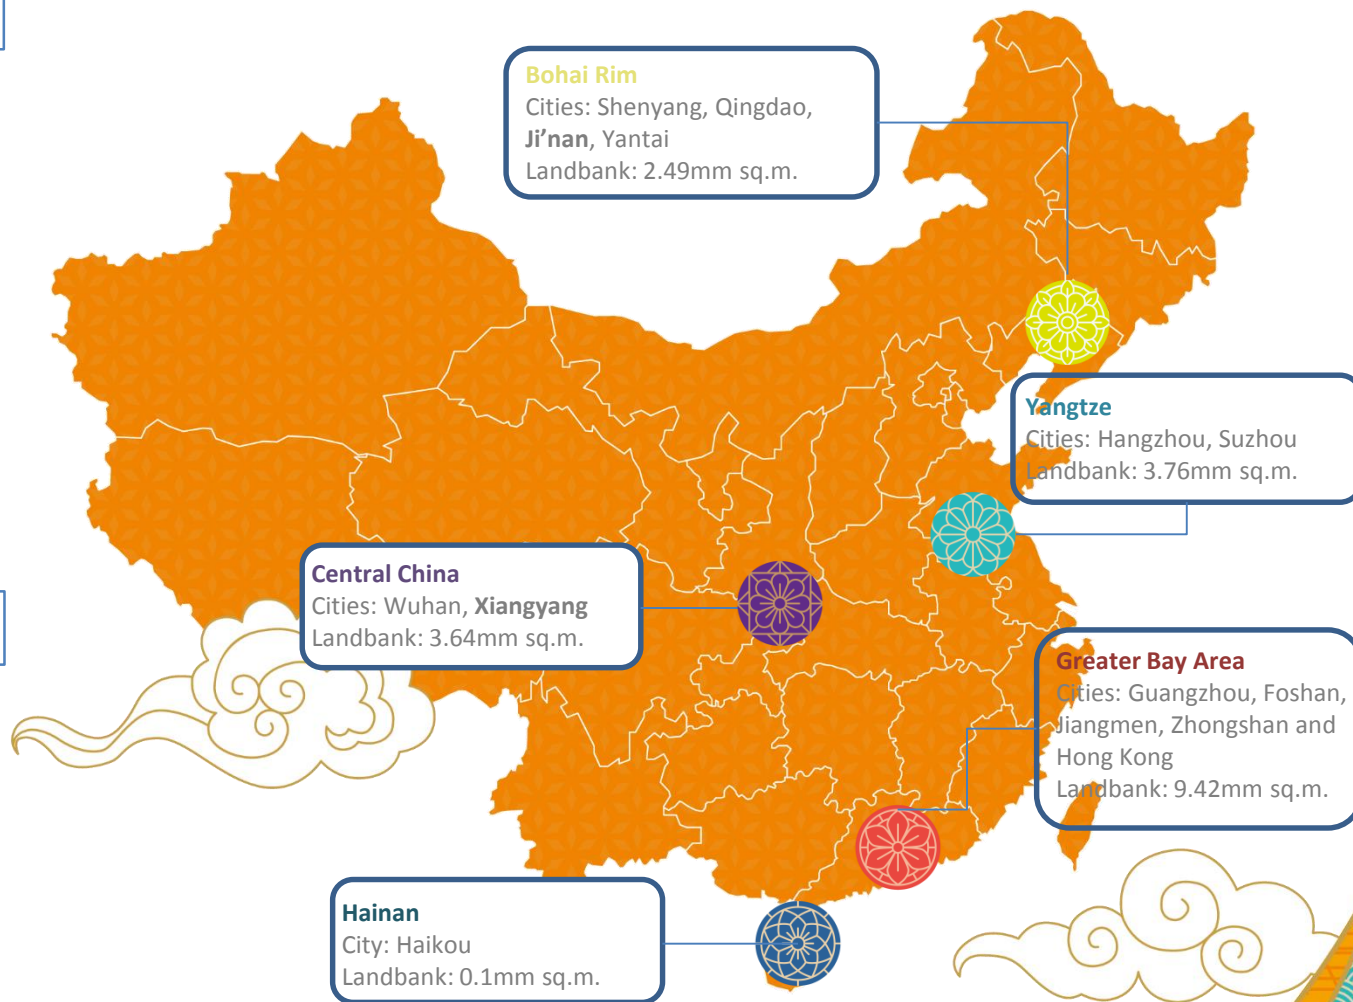 Bohai Rim
Cities: Shenyang, Qingdao,
Ji’nan, Yantai
Landbank: 2.49mm sq.m.
Yangtze
Cities: Hangzhou, Suzhou
Landbank: 3.76mm sq.m.
Central China
Cities: Wuhan, Xiangyang
Landbank: 3.64mm sq.m.
Greater Bay Area
Cities: Guangzhou, Foshan,
Jiangmen, Zhongshan and
Hong Kong
Landbank: 9.42mm sq.m.
Hainan
City: Haikou
Landbank: 0.1mm sq.m.